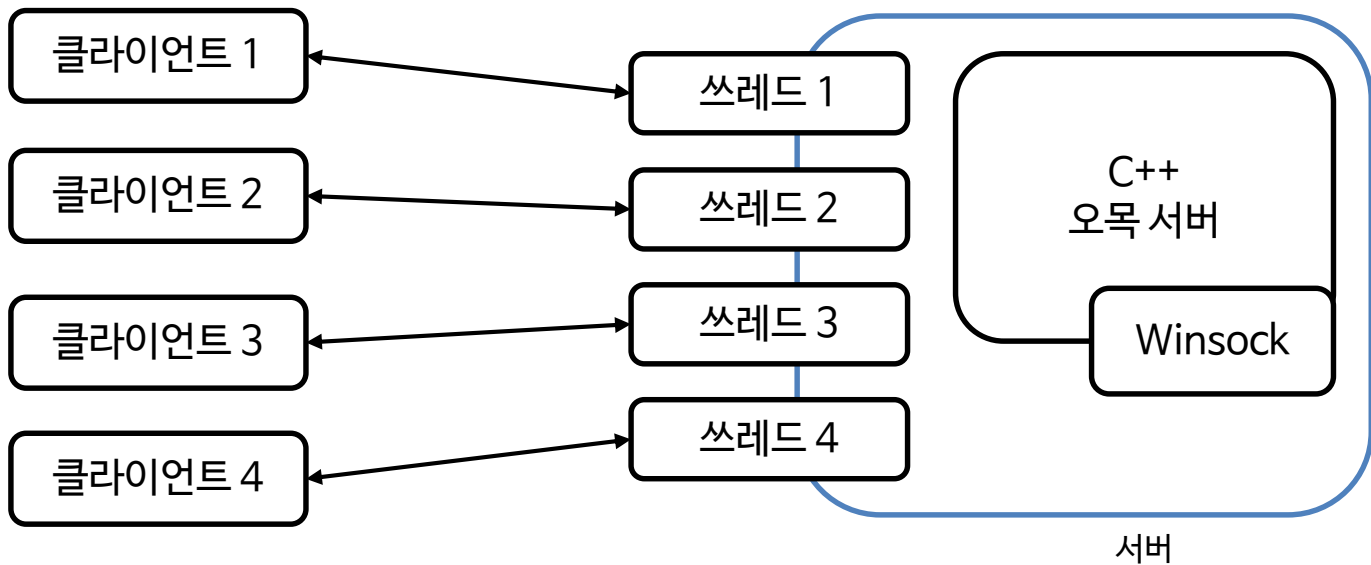 클라이언트 1
쓰레드 1
클라이언트 2
쓰레드 2
클라이언트 3
쓰레드 3
클라이언트 4
쓰레드 4
C++
오목 서버
Winsock
서버